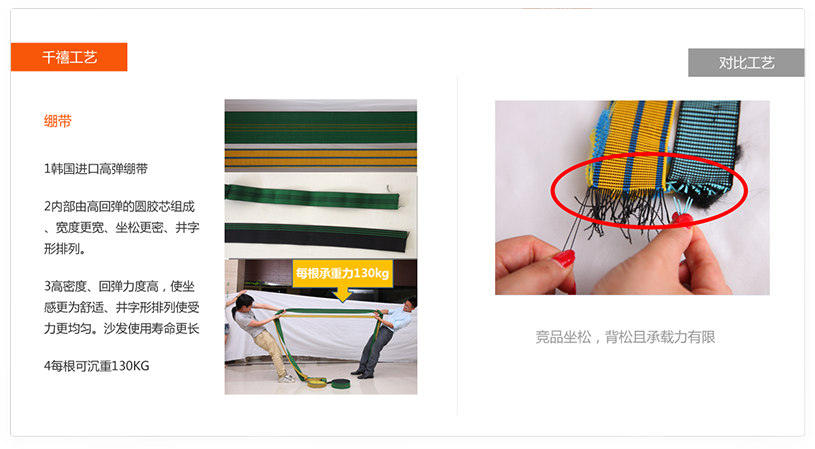 千禧工艺
对比工艺
绷带
1韩国进口高弹绷带
2内部由高回弹的圆胶芯组成
、宽度更宽、坐松更密、井字
形排列。
3高密度、回弹力度高，使坐
感更为舒适、井字形排列使受
力更均匀。沙发使用寿命更长
4每根可沉重130KG
每根承重力130kg
竞品坐松，背松且承载力有限